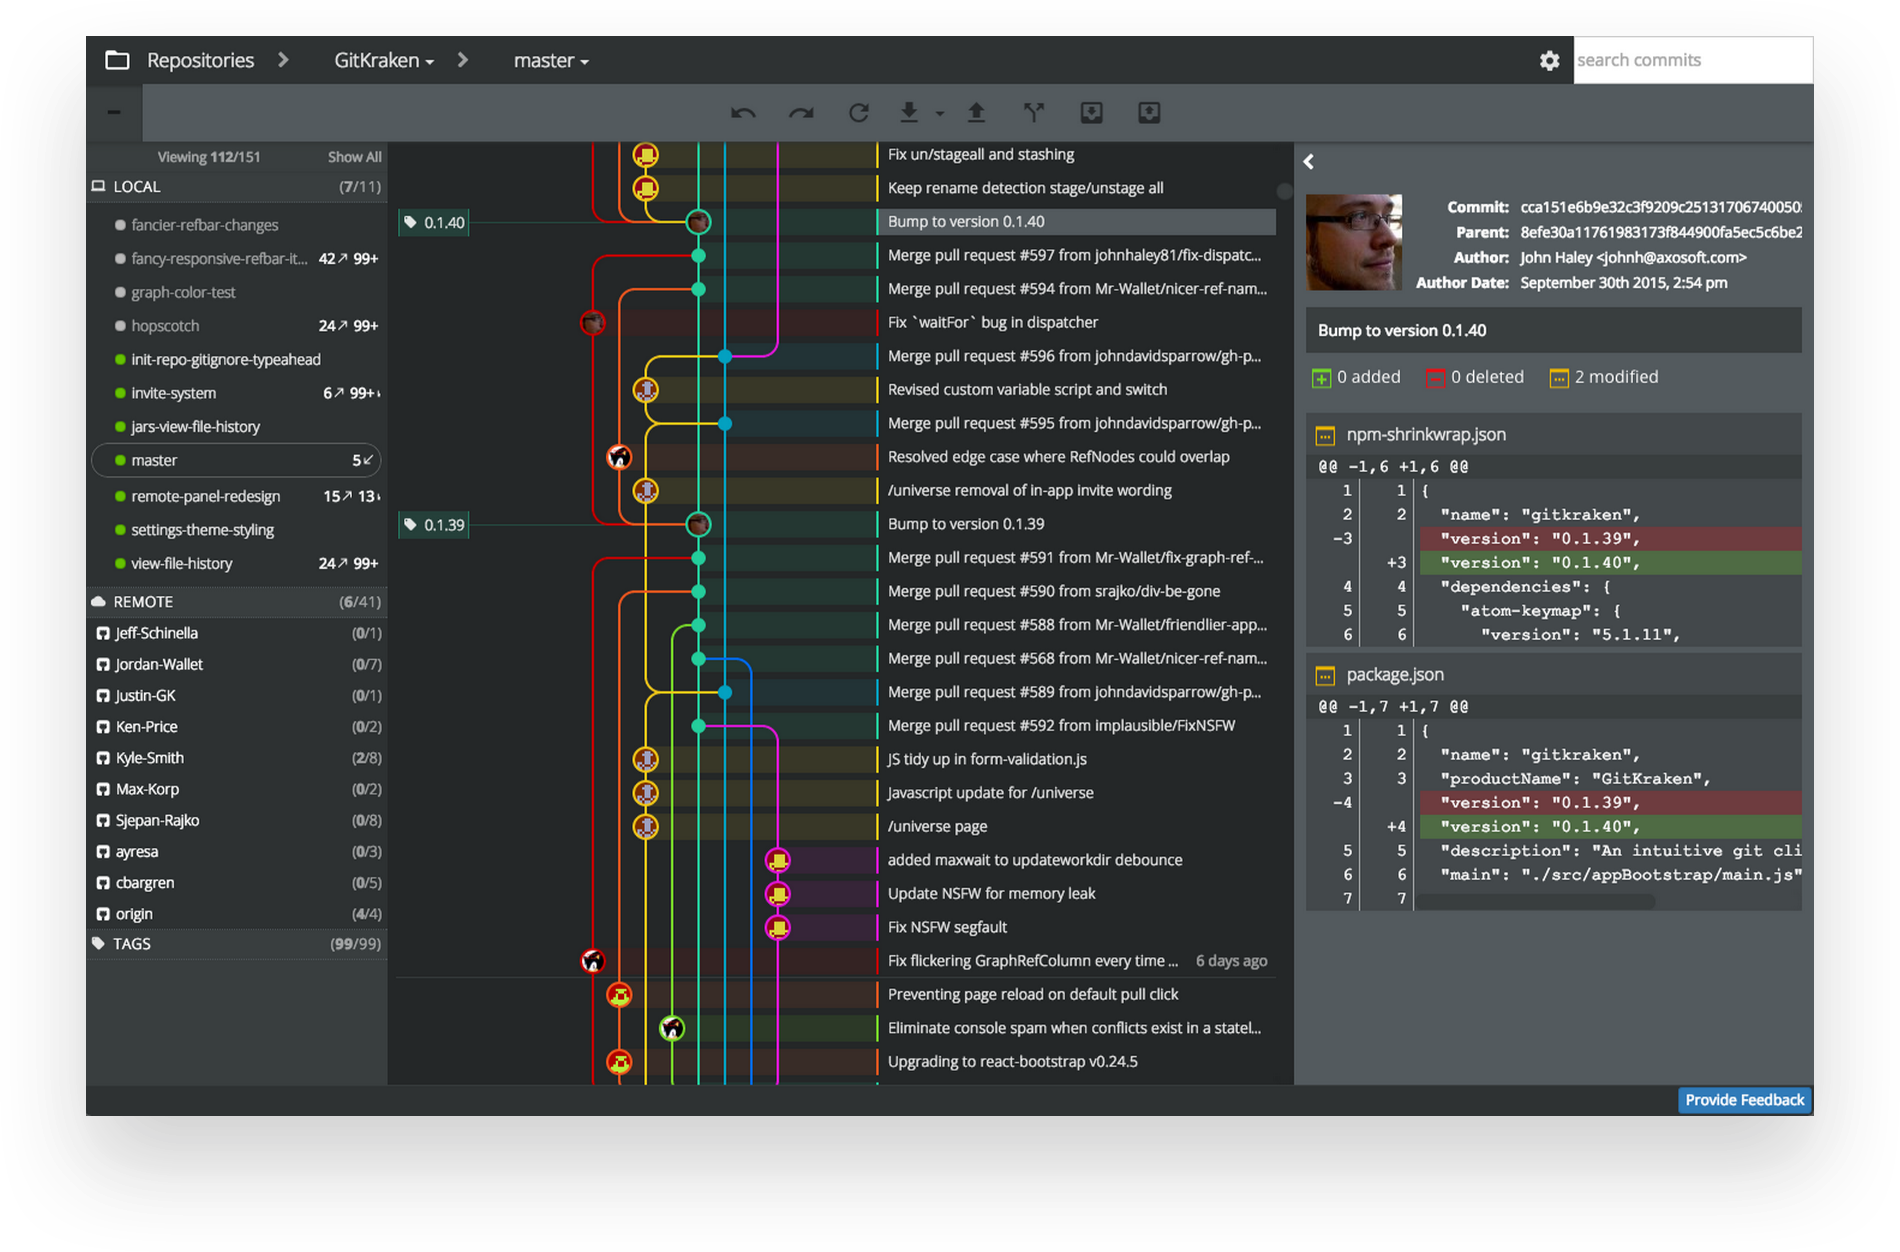 Repositories
GitKraken
master
search commits
Viewing 112/151
Show All
LOCAL (7/11)
fancier-refbar-changes
fancy-responsive-refbar-it... 42↗ 99+
graph-color-test
hopscotch 24↗ 99+
init-repo-gitignore-typeahead
invite-system 6↗ 99+
jars-view-file-history
master 5↙
remote-panel-redesign 15↗ 13
settings-theme-styling
view-file-history 24↗ 99+
REMOTE (6/41)
Jeff-Schinella (0/1)
Jordan-Wallet (0/7)
Justin-GK (0/1)
Ken-Price (0/2)
Kyle-Smith (2/8)
Max-Korp (0/2)
Sjepan-Rajko (0/8)
ayresa (0/3)
cbargren (0/5)
origin (4/4)
TAGS (99/99)
Fix un/stageall and stashing
Keep rename detection stage/unstage all
0.1.40 Bump to version 0.1.40
Merge pull request #597 from johnhaley81/fix-dispatc...
Merge pull request #594 from Mr-Wallet/nicer-ref-nam...
Fix `waitFor` bug in dispatcher
Merge pull request #596 from johndavidsparrow/gh-p...
Revised custom variable script and switch
Merge pull request #595 from johndavidsparrow/gh-p...
Resolved edge case where RefNodes could overlap
/universe removal of in-app invite wording
0.1.39 Bump to version 0.1.39
Merge pull request #591 from Mr-Wallet/fix-graph-ref-...
Merge pull request #590 from srajko/div-be-gone
Merge pull request #588 from Mr-Wallet/friendlier-app...
Merge pull request #568 from Mr-Wallet/nicer-ref-nam...
Merge pull request #589 from johndavidsparrow/gh-p...
Merge pull request #592 from implausible/FixNSFW
JS tidy up in form-validation.js
Javascript update for /universe
/universe page
added maxwait to updateworkdir debounce
Update NSFW for memory leak
Fix NSFW segfault
Fix flickering GraphRefColumn every time ... 6 days ago
Preventing page reload on default pull click
Eliminate console spam when conflicts exist in a statel...
Upgrading to react-bootstrap v0.24.5
Commit: cca151e6b9e32c3f9209c25131706740050
Parent: 8efe30a11761983173f844900fa5ec5c6be2
Author: John Haley <johnh@axosoft.com>
Author Date: September 30th 2015, 2:54 pm
Bump to version 0.1.40
0 added 0 deleted 2 modified
npm-shrinkwrap.json
@@ -1,6 +1,6 @@
1 1 {
2 2 "name": "gitkraken",
-3 "version": "0.1.39",
+3 "version": "0.1.40",
4 4 "dependencies": {
5 5 "atom-keymap": {
6 6 "version": "5.1.11",
package.json
@@ -1,7 +1,7 @@
1 1 {
2 2 "name": "gitkraken",
3 3 "productName": "GitKraken",
-4 "version": "0.1.39",
+4 "version": "0.1.40",
5 5 "description": "An intuitive git cli
6 6 "main": "./src/appBootstrap/main.js"
7 7
Provide Feedback